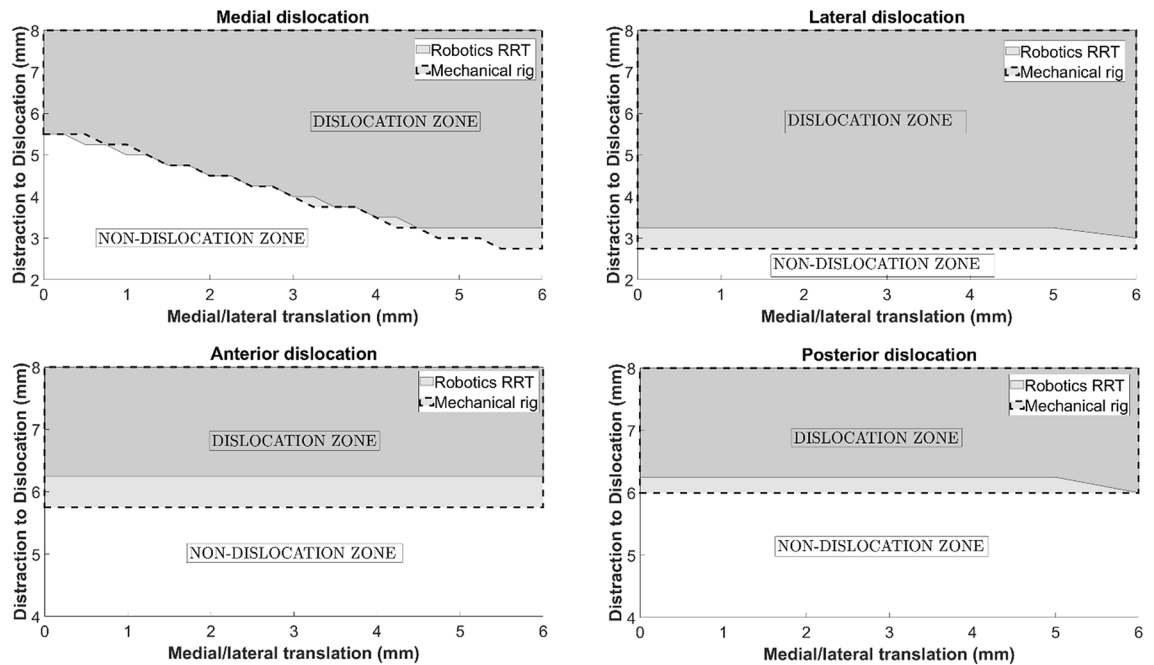 Medial dislocation
Distraction to Dislocation (mm)
8
7
6
5
4
3
2
Robotics RRT
Mechanical rig
DISLOCATION ZONE
NON-DISLOCATION ZONE
0 1 2 3 4 5 6
Medial/lateral translation (mm)
Lateral dislocation
Distraction to Dislocation (mm)
8
7
6
5
4
3
2
Robotics RRT
Mechanical rig
DISLOCATION ZONE
NON-DISLOCATION ZONE
0 1 2 3 4 5 6
Medial/lateral translation (mm)
Anterior dislocation
Distraction to Dislocation (mm)
8
7
6
5
4
Robotics RRT
Mechanical rig
DISLOCATION ZONE
NON-DISLOCATION ZONE
0 1 2 3 4 5 6
Medial/lateral translation (mm)
Posterior dislocation
Distraction to Dislocation (mm)
8
7
6
5
4
Robotics RRT
Mechanical rig
DISLOCATION ZONE
NON-DISLOCATION ZONE
0 1 2 3 4 5 6
Medial/lateral translation (mm)